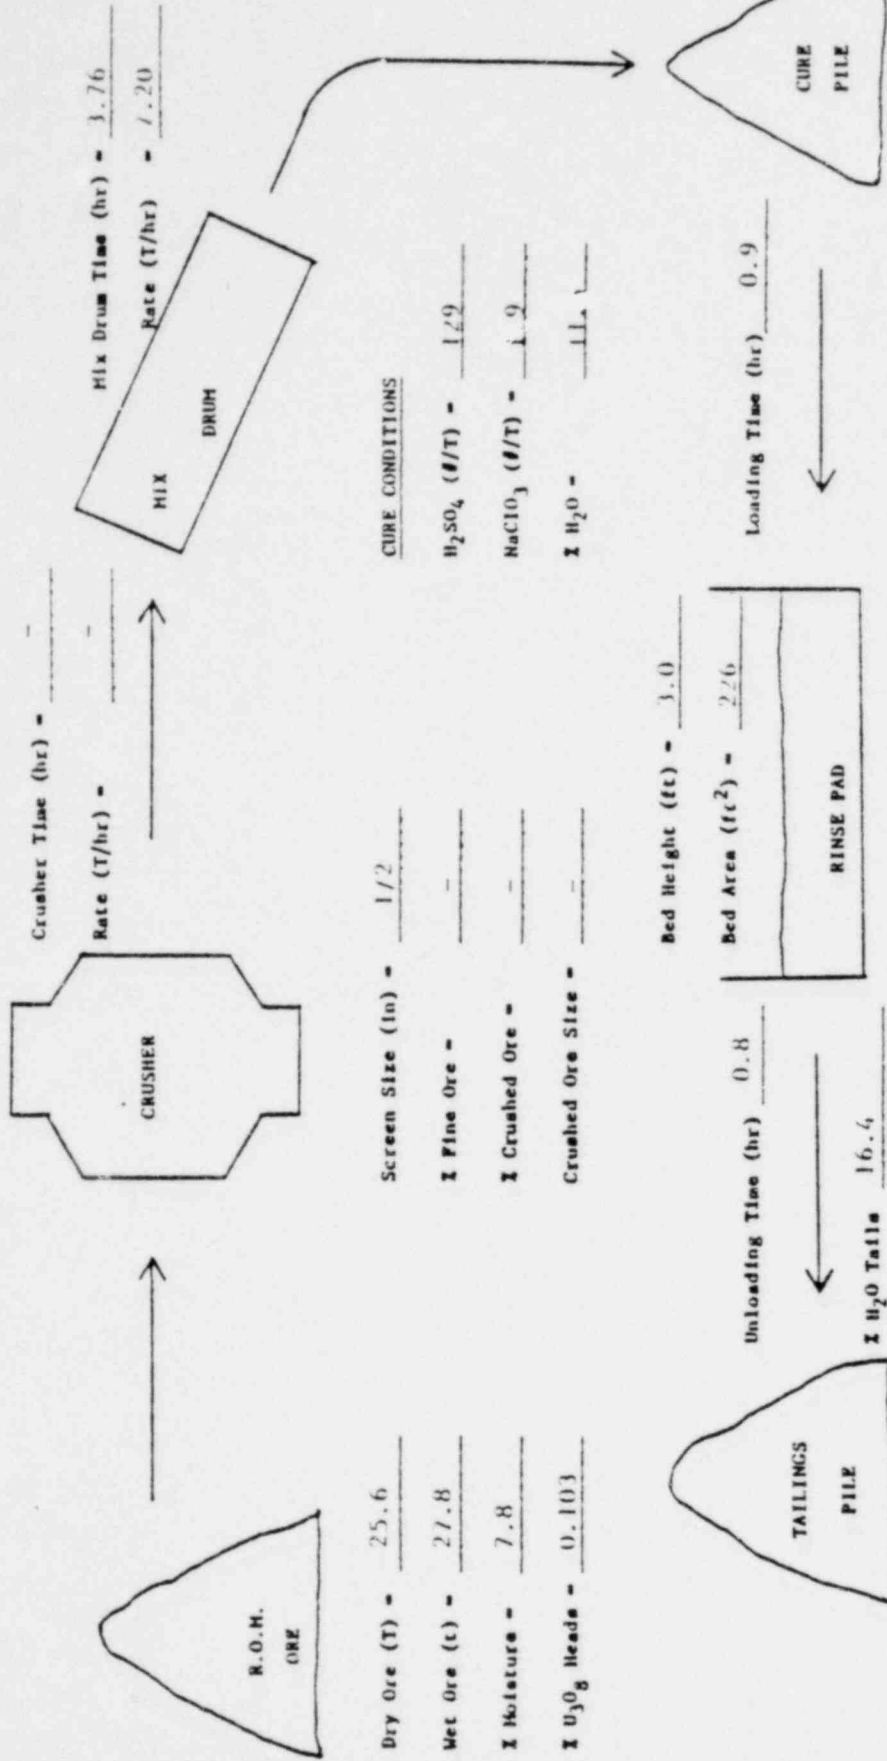 R.O.M.
ORE
Dry Ore (T) = 25.6
Wet Ore (t) = 27.8
% Moisture = 7.8
% U3O8 Heads = 0.103
CRUSHER
Crusher Time (hr) = -
Rate (T/hr) = -
Screen Size (in) = 1/2
% Fine Ore = -
% Crushed Ore = -
Crushed Ore Size = -
MIX
DRUM
Mix Drum Time (hr) = 3.76
Rate (T/hr) = 7.20
CURE CONDITIONS
H2SO4 (#/T) = 129
NaClO3 (#/T) = 9
% H2O = 11.
CURE
PILE
Loading Time (hr) 0.9
Bed Height (ft) = 3.0
Bed Area (ft²) = 226
RINSE PAD
Unloading Time (hr) 0.8
% H2O Tails 16.4
TAILINGS
PILE